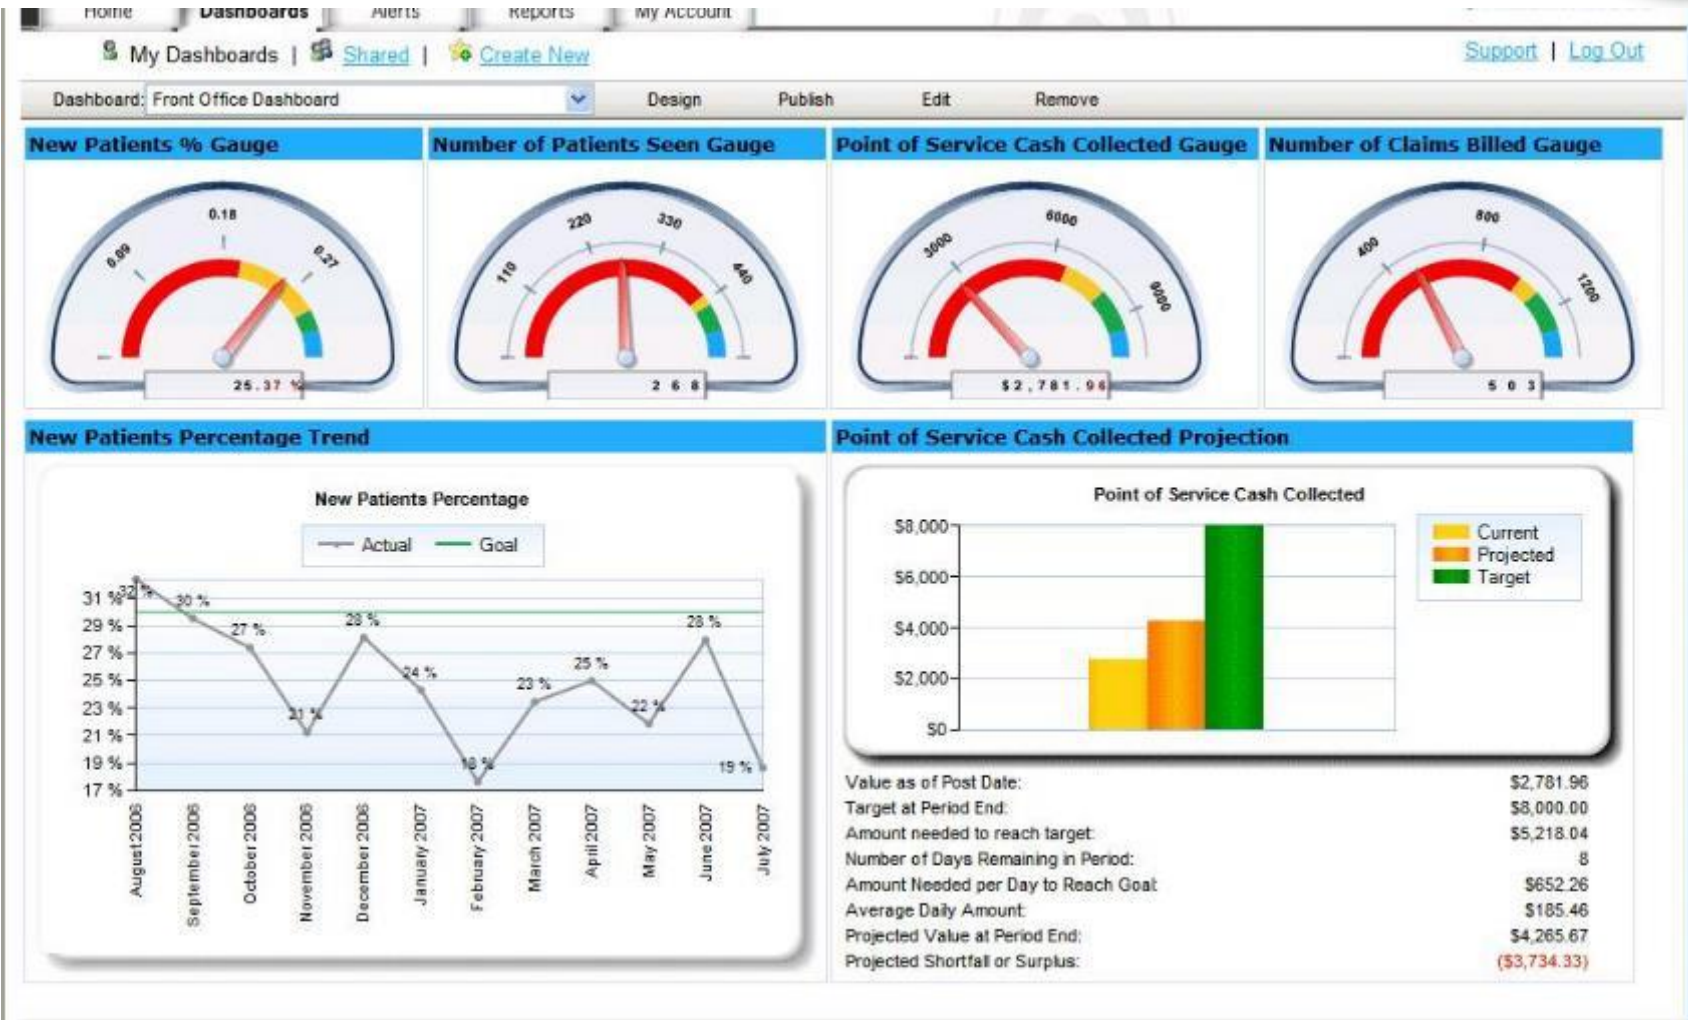 Home Dashboards Alerts Reports My Account
My Dashboards | Shared | Create New Support | Log Out
Dashboard: Front Office Dashboard Design Publish Edit Remove
New Patients % Gauge Number of Patients Seen Gauge Point of Service Cash Collected Gauge Number of Claims Billed Gauge
0.09 0.18 0.27
25.37 %
110 220 330 440
268
3000 6000 9000
$2,781.96
400 800 1200
503
New Patients Percentage Trend
New Patients Percentage
Actual Goal
31 %
29 %
27 %
25 %
23 %
21 %
19 %
17 %
32 % 30 % 27 % 21 % 28 % 24 % 18 % 23 % 25 % 22 % 28 % 19 %
August 2006 September 2006 October 2006 November 2006 December 2006 January 2007 February 2007 March 2007 April 2007 May 2007 June 2007 July 2007
Point of Service Cash Collected Projection
Point of Service Cash Collected
$8,000
$6,000
$4,000
$2,000
$0
Current
Projected
Target
Value as of Post Date: $2,781.96
Target at Period End: $8,000.00
Amount needed to reach target: $5,218.04
Number of Days Remaining in Period: 8
Amount Needed per Day to Reach Goal: $652.26
Average Daily Amount: $185.46
Projected Value at Period End: $4,265.67
Projected Shortfall or Surplus: ($3,734.33)